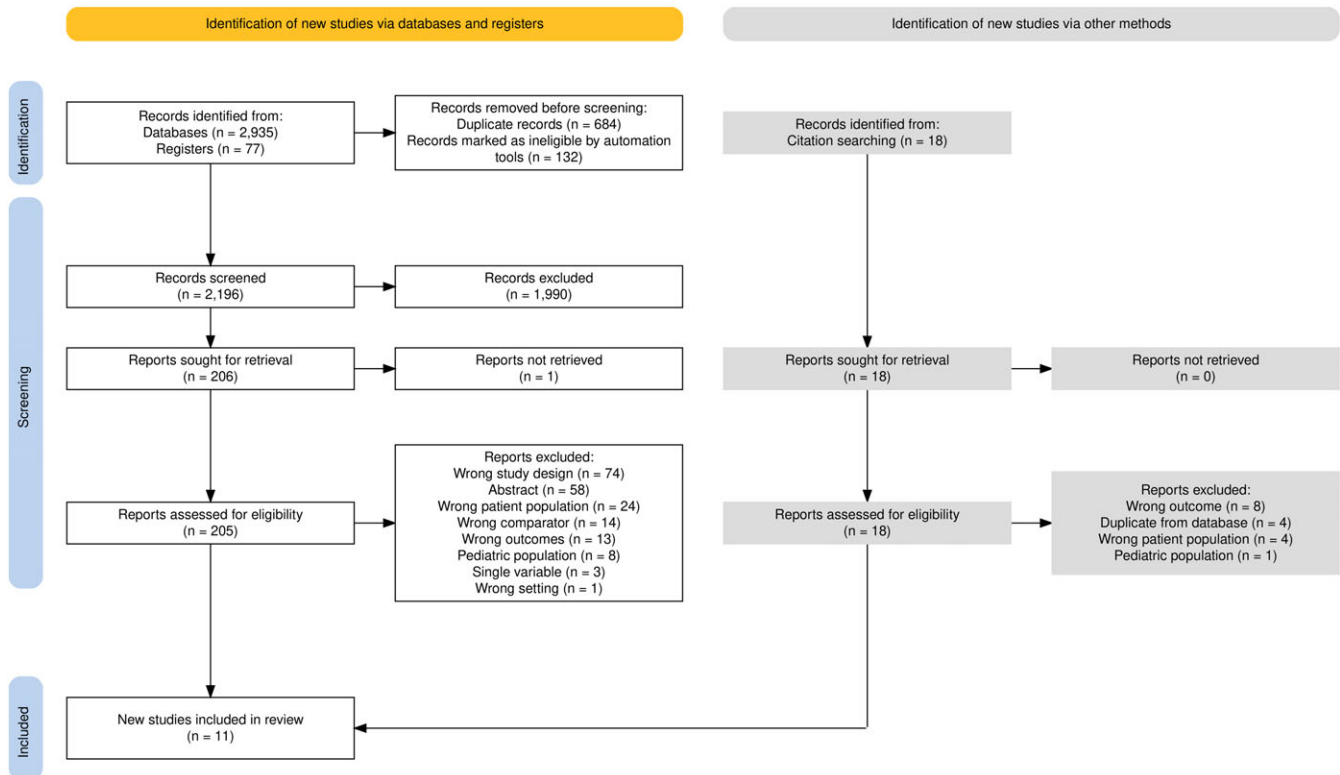 Identification of new studies via databases and registers
Identification of new studies via other methods
Identification
Records identified from:
Databases (n = 2,935)
Registers (n = 77)
Records removed before screening:
Duplicate records (n = 684)
Records marked as ineligible by automation
tools (n = 132)
Records identified from:
Citation searching (n = 18)
Screening
Records screened
(n = 2,196)
Records excluded
(n = 1,990)
Reports sought for retrieval
(n = 206)
Reports not retrieved
(n = 1)
Reports sought for retrieval
(n = 18)
Reports not retrieved
(n = 0)
Reports assessed for eligibility
(n = 205)
Reports excluded:
Wrong study design (n = 74)
Abstract (n = 58)
Wrong patient population (n = 24)
Wrong comparator (n = 14)
Wrong outcomes (n = 13)
Pediatric population (n = 8)
Single variable (n = 3)
Wrong setting (n = 1)
Reports assessed for eligibility
(n = 18)
Reports excluded:
Wrong outcome (n = 8)
Duplicate from database (n = 4)
Wrong patient population (n = 4)
Pediatric population (n = 1)
Included
New studies included in review
(n = 11)